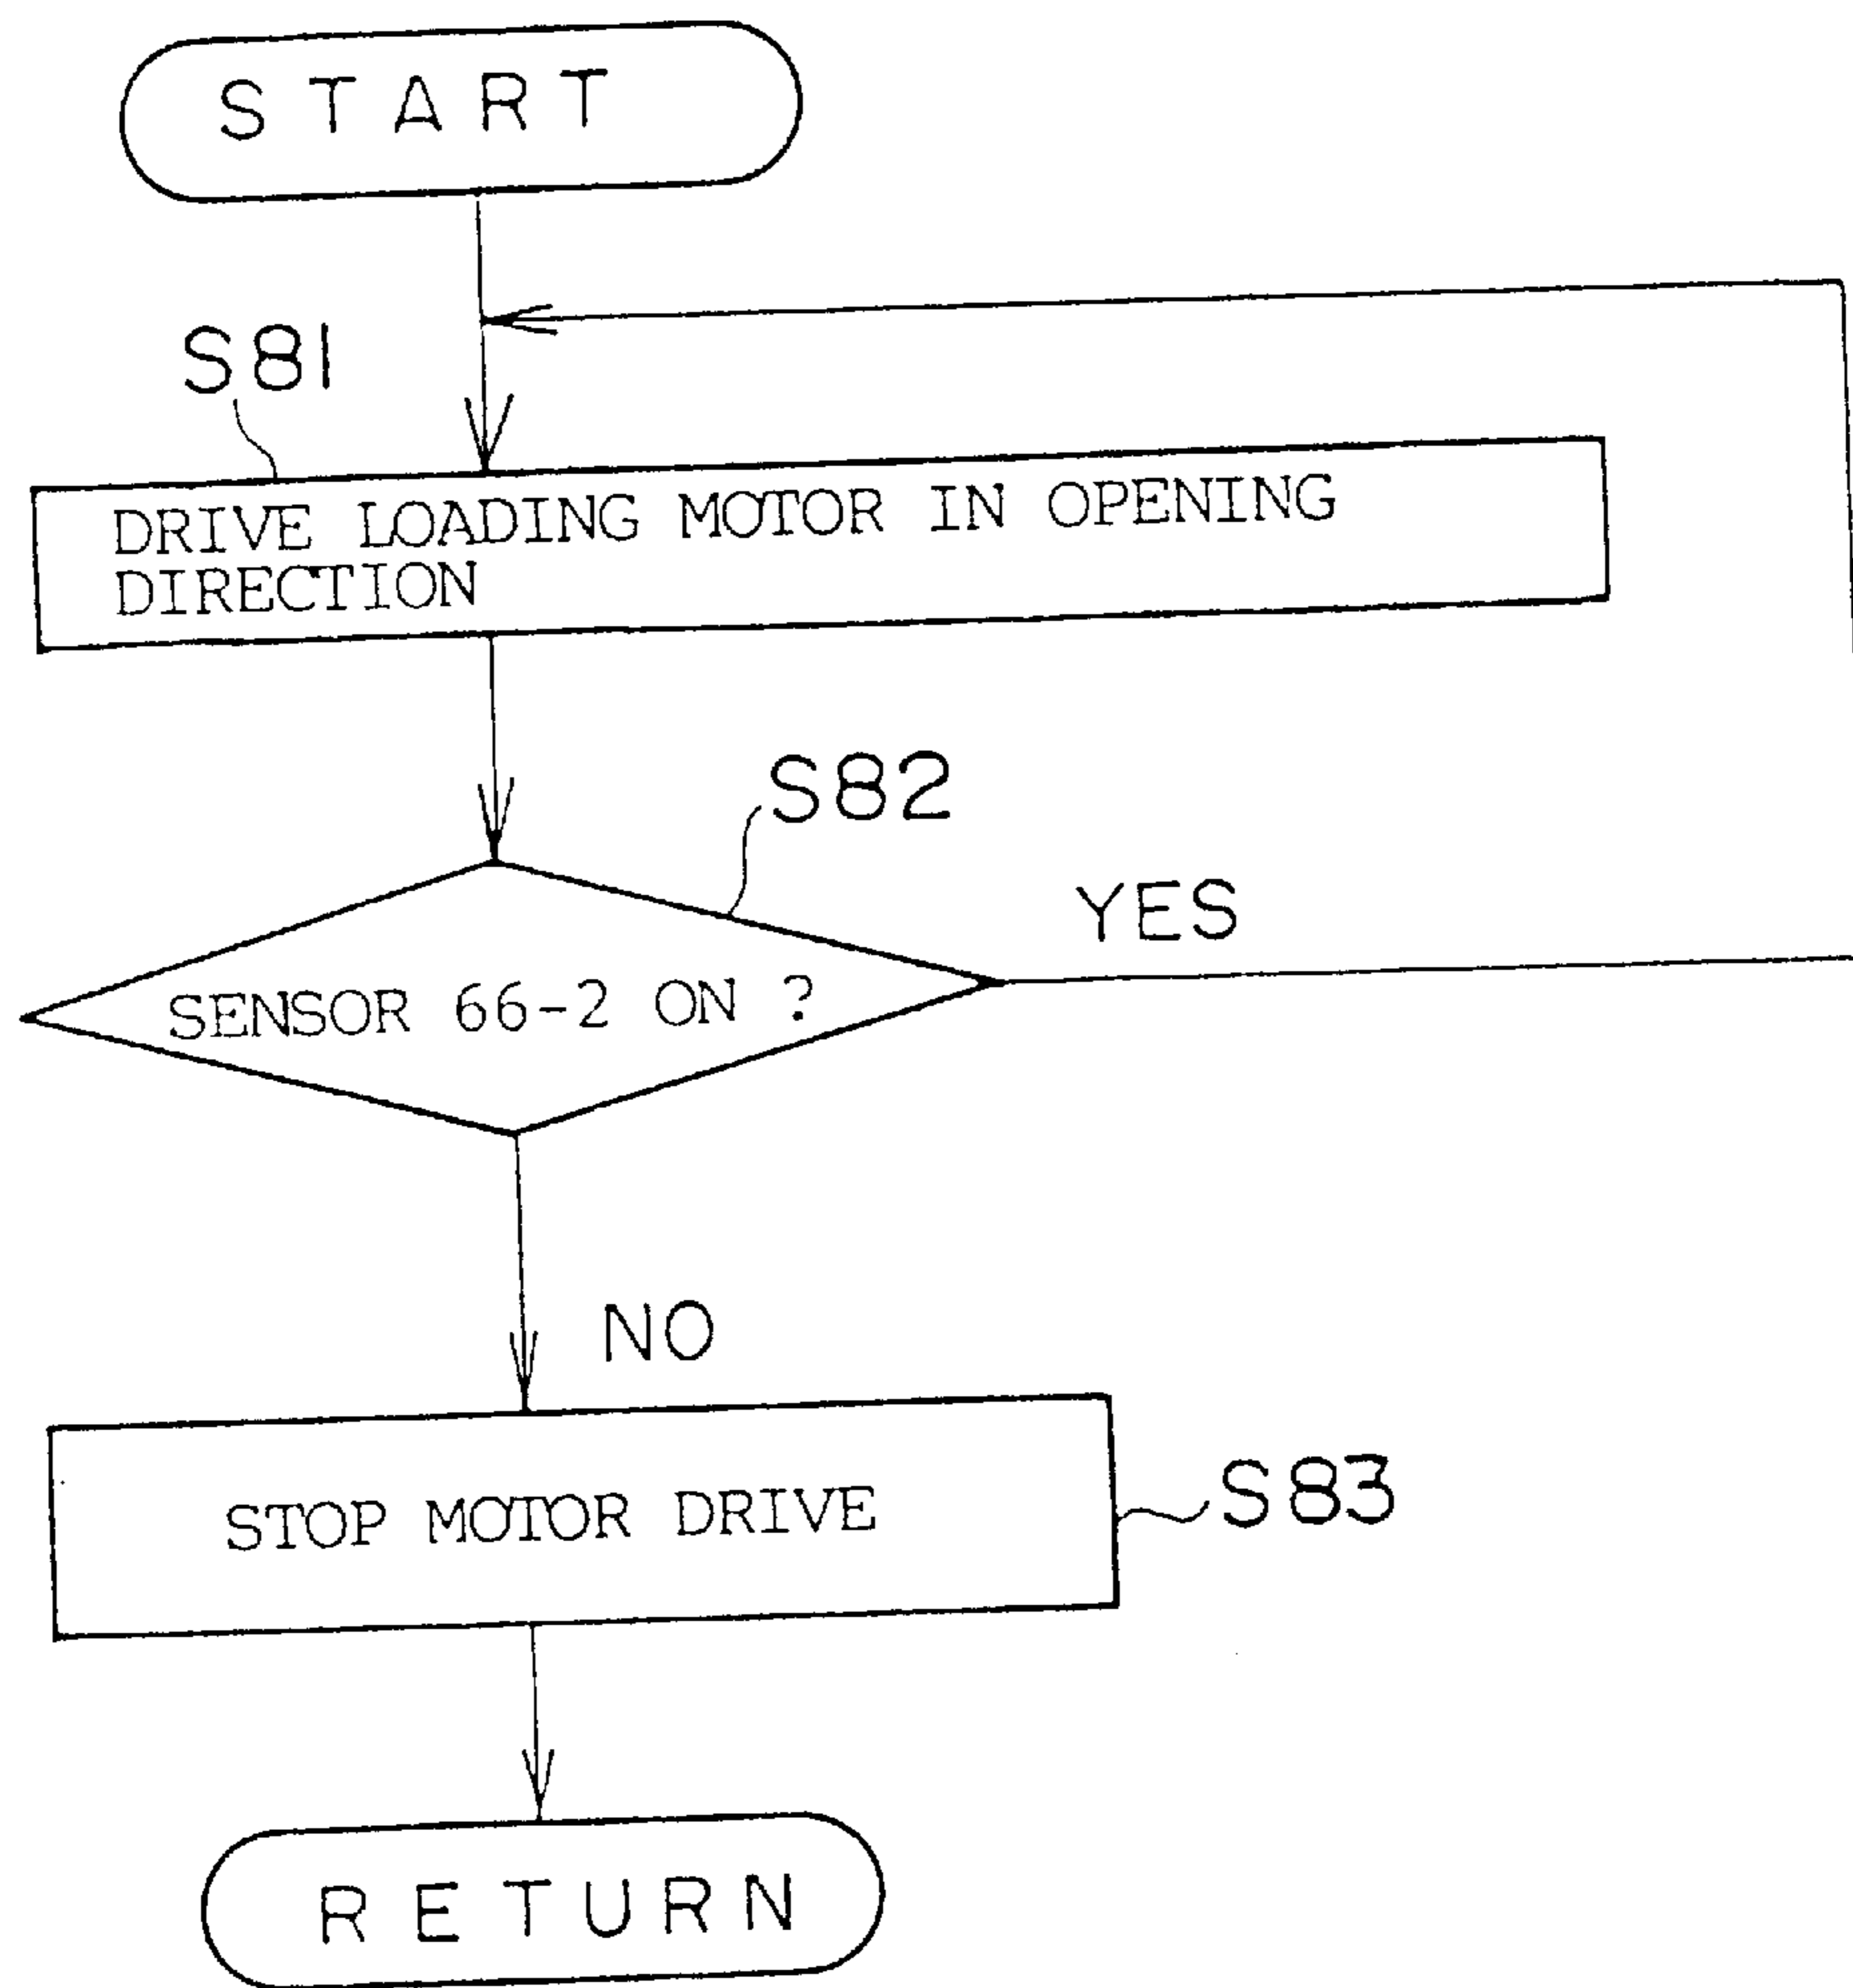 START
S81
DRIVE LOADING MOTOR IN OPENING
DIRECTION
S82
YES
SENSOR 66-2 ON ?
NO
STOP MOTOR DRIVE
S83
RETURN